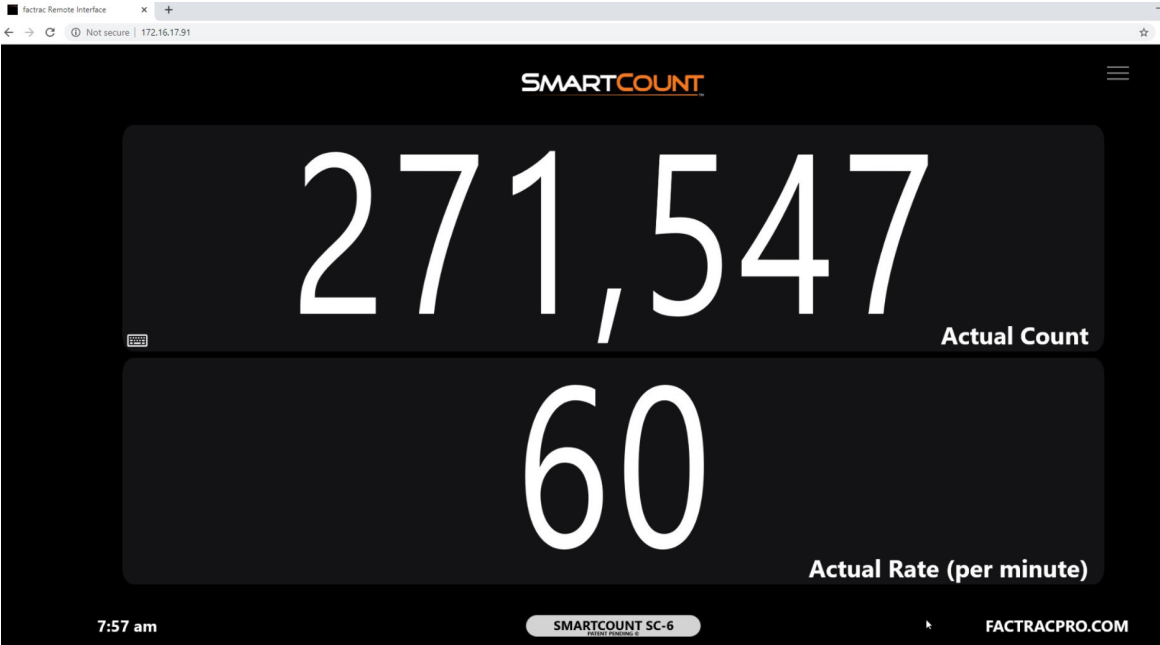 factrac Remote Interface
Not secure | 172.16.17.91
SMARTCOUNT™
271,547
Actual Count
60
Actual Rate (per minute)
7:57 am
SMARTCOUNT SC-6
PATENT PENDING ©
FACTRACPRO.COM